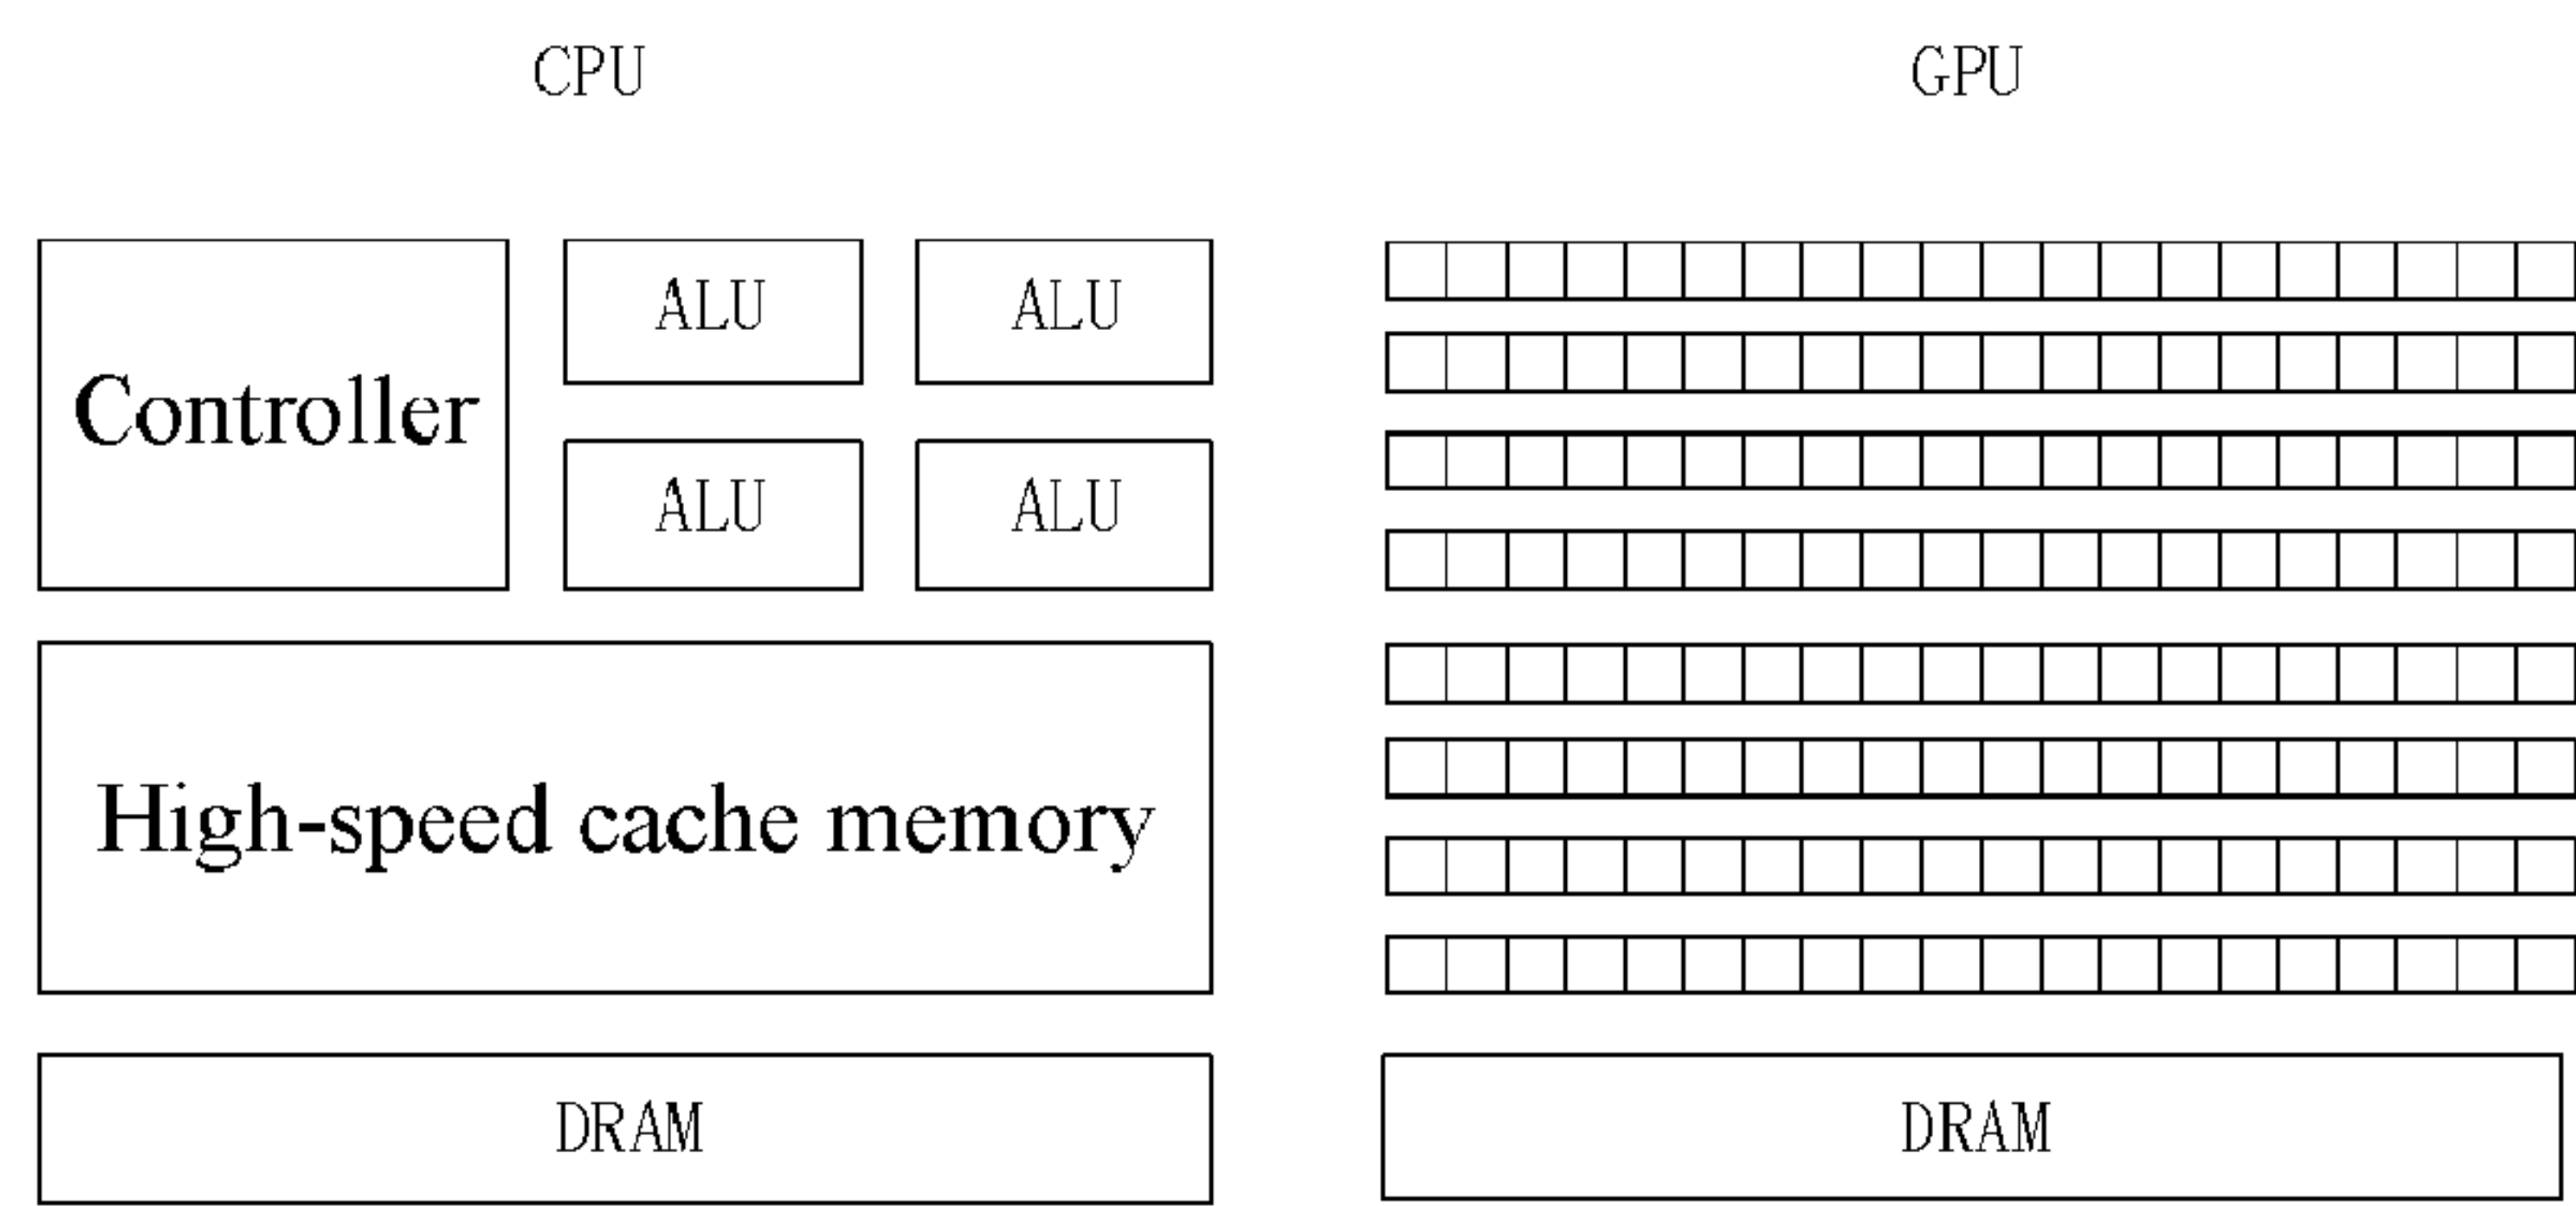 CPU
GPU
Controller
ALU
ALU
ALU
ALU
High-speed cache memory
DRAM
DRAM